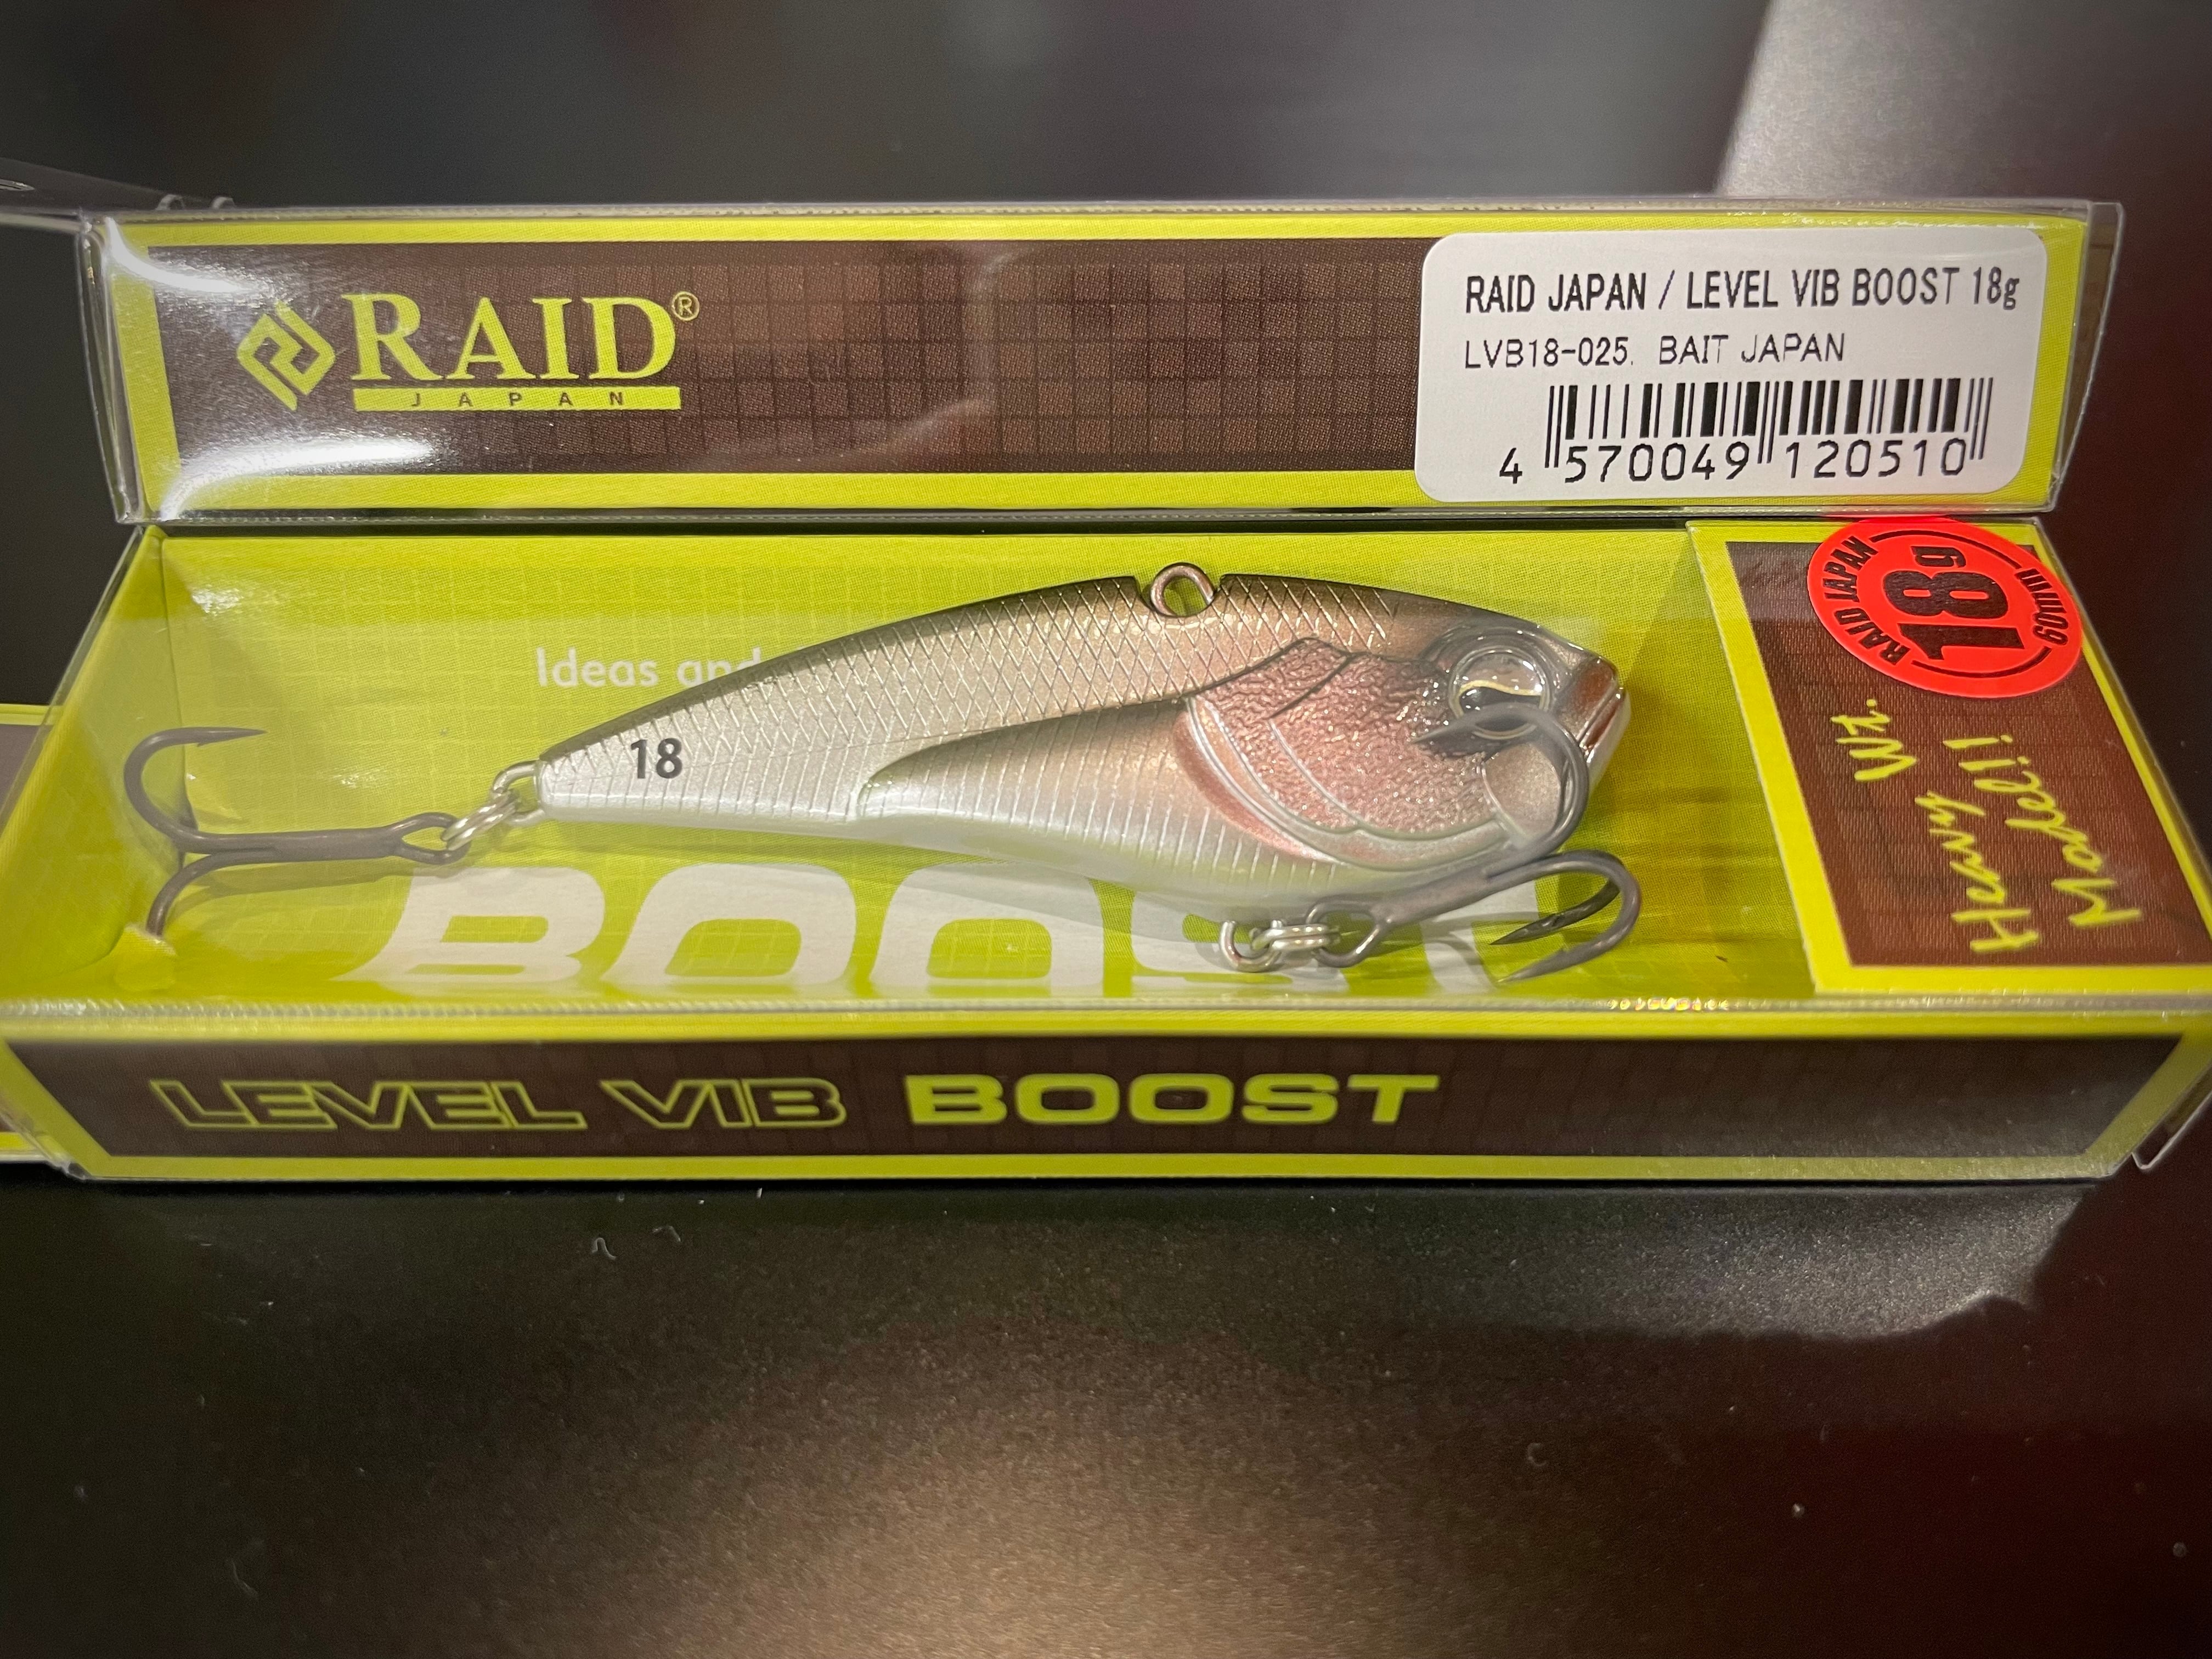 RAID®
JAPAN
RAID JAPAN / LEVEL VIB BOOST 18g
LVB18-025. BAIT JAPAN
4 570049 120510
RAID JAPAN
18g
60mm
Ideas and
18
Heavy Wt.
Model!
BOOST
LEVEL VIB BOOST